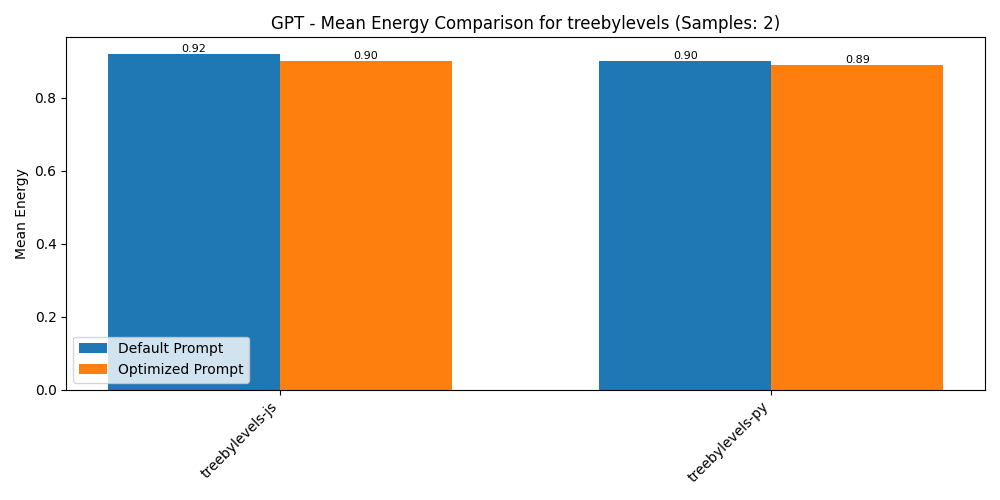 GPT - Mean Energy Comparison for treebylevels (Samples: 2)
Mean Energy
0.8
0.6
0.4
0.2
0.0
0.92
0.90
0.90
0.89
Default Prompt
Optimized Prompt
treebylevels-js
treebylevels-py